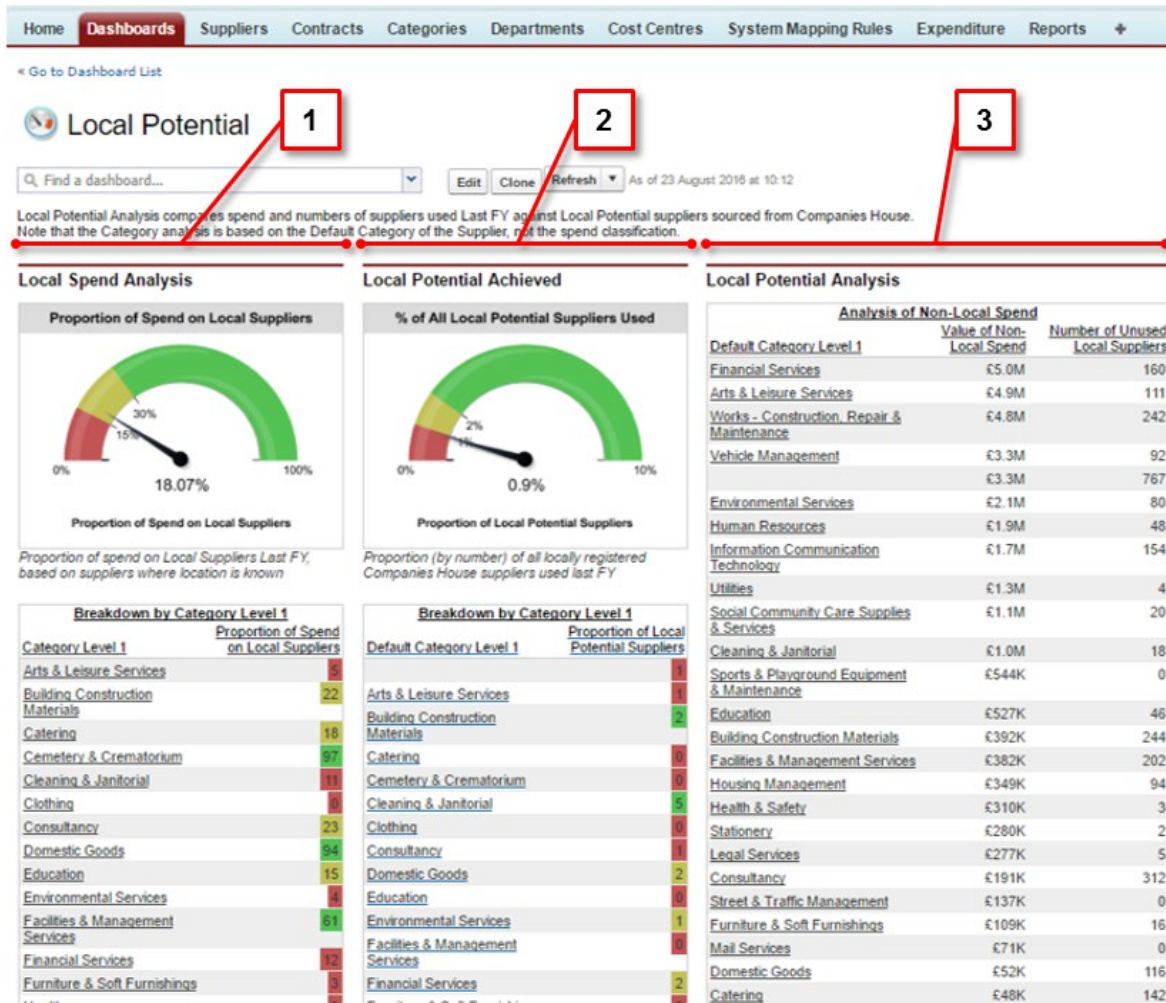 Home Dashboards Suppliers Contracts Categories Departments Cost Centres System Mapping Rules Expenditure Reports +
« Go to Dashboard List
Local Potential
1
2
3
Find a dashboard...
Edit Clone Refresh As of 23 August 2016 at 10:12
Local Potential Analysis compares spend and numbers of suppliers used Last FY against Local Potential suppliers sourced from Companies House.
Note that the Category analysis is based on the Default Category of the Supplier, not the spend classification.
Local Spend Analysis
Proportion of Spend on Local Suppliers
30%
15%
0%
100%
18.07%
Proportion of Spend on Local Suppliers
Proportion of spend on Local Suppliers Last FY,
based on suppliers where location is known
Breakdown by Category Level 1
Proportion of Spend
Category Level 1 on Local Suppliers
Arts & Leisure Services 5
Building Construction 22
Materials
Catering 18
Cemetery & Crematorium 97
Cleaning & Janitorial 11
Clothing 0
Consultancy 23
Domestic Goods 94
Education 15
Environmental Services 4
Facilities & Management 61
Services
Financial Services 12
Furniture & Soft Furnishings 3
Local Potential Achieved
% of All Local Potential Suppliers Used
2%
1%
0%
10%
0.9%
Proportion of Local Potential Suppliers
Proportion (by number) of all locally registered
Companies House suppliers used last FY
Breakdown by Category Level 1
Proportion of Local
Default Category Level 1 Potential Suppliers
1
Arts & Leisure Services 1
Building Construction 2
Materials
Catering 0
Cemetery & Crematorium 0
Cleaning & Janitorial 5
Clothing 0
Consultancy 1
Domestic Goods 2
Education 0
Environmental Services 1
Facilities & Management 0
Services
Financial Services 2
Local Potential Analysis
Analysis of Non-Local Spend
Value of Non- Number of Unused
Default Category Level 1 Local Spend Local Suppliers
Financial Services £5.0M 160
Arts & Leisure Services £4.9M 111
Works - Construction, Repair & £4.8M 242
Maintenance
Vehicle Management £3.3M 92
£3.3M 767
Environmental Services £2.1M 80
Human Resources £1.9M 48
Information Communication £1.7M 154
Technology
Utilities £1.3M 4
Social Community Care Supplies £1.1M 20
& Services
Cleaning & Janitorial £1.0M 18
Sports & Playground Equipment £544K 0
& Maintenance
Education £527K 46
Building Construction Materials £392K 244
Facilities & Management Services £382K 202
Housing Management £349K 94
Health & Safety £310K 3
Stationery £280K 2
Legal Services £277K 5
Consultancy £191K 312
Street & Traffic Management £137K 0
Furniture & Soft Furnishings £109K 16
Mail Services £71K 0
Domestic Goods £52K 116
Catering £48K 142